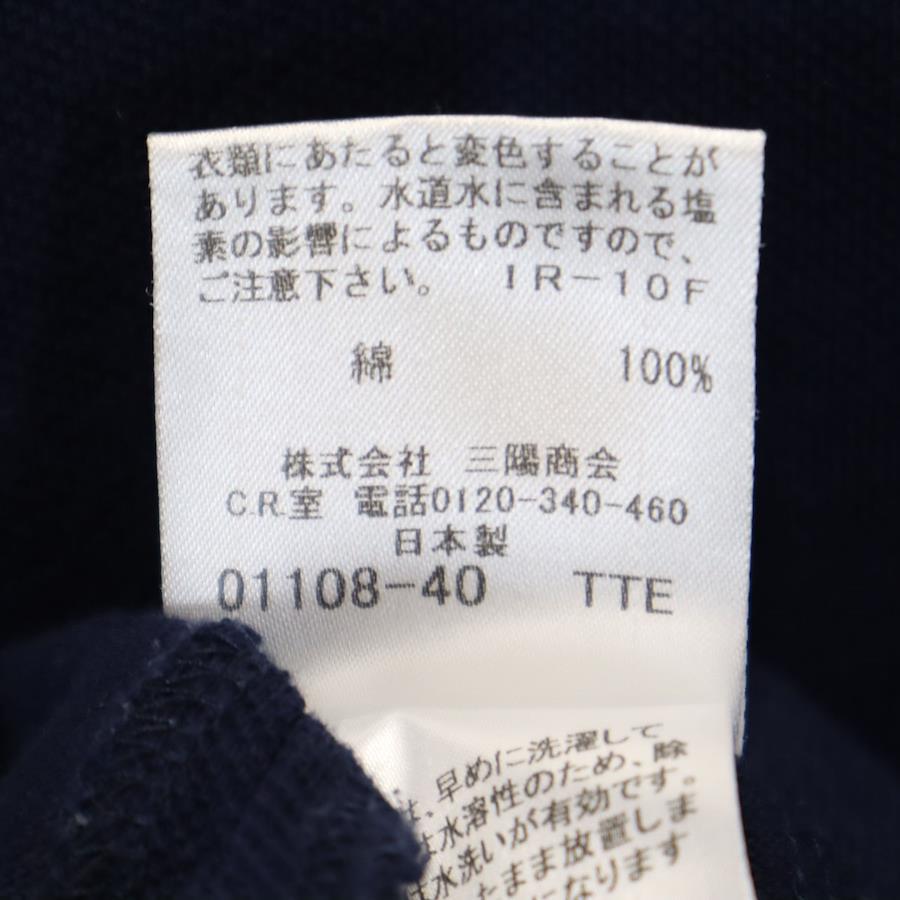 衣類にあたると変色することが
あります。水道水に含まれる塩
素の影響によるものですので、
ご注意下さい。 IR-10F
綿 100%
株式会社 三陽商会
C.R.室 電話0120-340-460
日本製
01108-40 TTE
早めに洗濯して
水溶性のため、除
水洗いが有効です。
たまま放置しま
になります